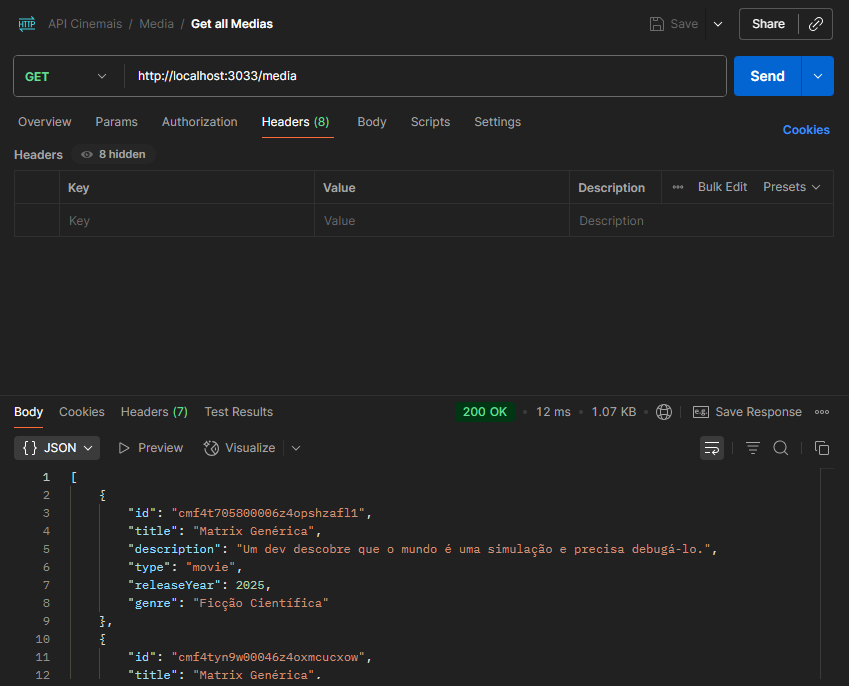 HTTP API Cinemais / Media / Get all Medias Save Share
GET http://localhost:3033/media Send
Overview Params Authorization Headers (8) Body Scripts Settings Cookies
Headers 8 hidden
Key Value Description Bulk Edit Presets
Key Value Description
Body Cookies Headers (7) Test Results 200 OK • 12 ms • 1.07 KB • e.g. Save Response
{} JSON Preview Visualize
1 [
2 {
3 "id": "cmf4t705800006z4opshzafl1",
4 "title": "Matrix Genérica",
5 "description": "Um dev descobre que o mundo é uma simulação e precisa debugá-lo.",
6 "type": "movie",
7 "releaseYear": 2025,
8 "genre": "Ficção Científica"
9 },
10 {
11 "id": "cmf4tyn9w00046z4oxmcucxow",
12 "title": "Matrix Genérica",